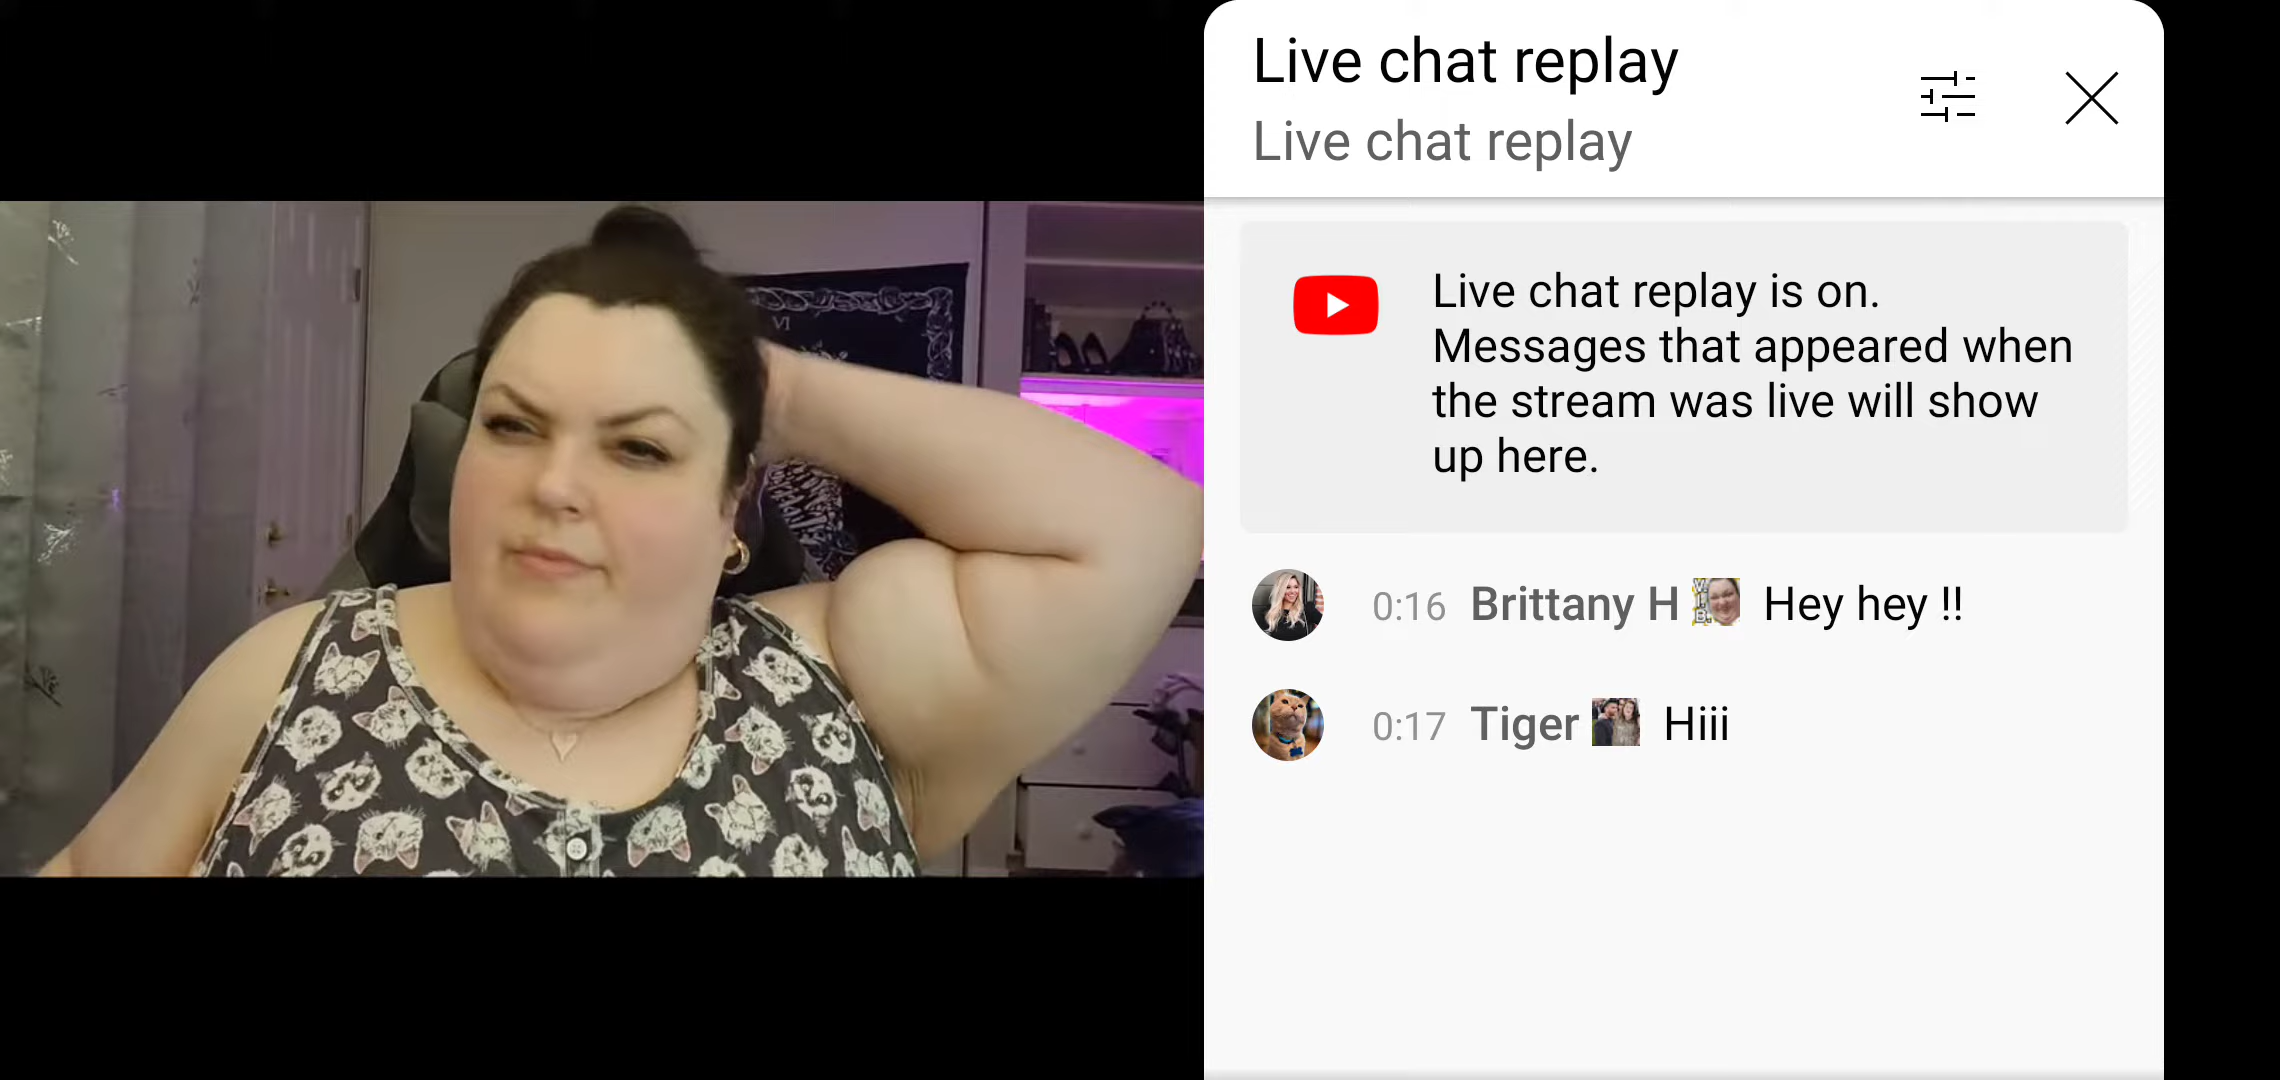 Live chat replay
Live chat replay
Live chat replay is on.
Messages that appeared when
the stream was live will show
up here.
0:16 Brittany H Hey hey !!
0:17 Tiger Hiii
VI